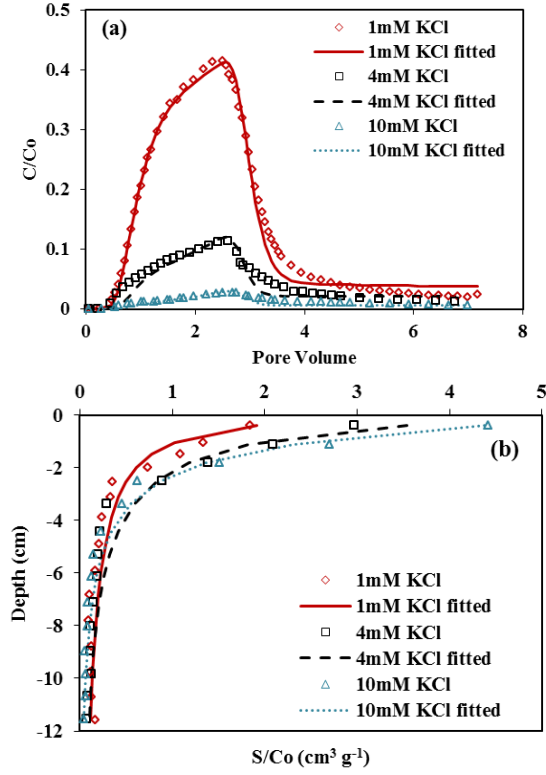 (a)
1mM KCl
1mM KCl fitted
4mM KCl
4mM KCl fitted
10mM KCl
10mM KCl fitted
0.5
0.4
0.3
0.2
0.1
0
C/Co
0 2 4 6 8
Pore Volume
0 1 2 3 4 5
(b)
0
-2
-4
-6
-8
-10
-12
Depth (cm)
1mM KCl
1mM KCl fitted
4mM KCl
4mM KCl fitted
10mM KCl
10mM KCl fitted
S/Co (cm³ g⁻¹)